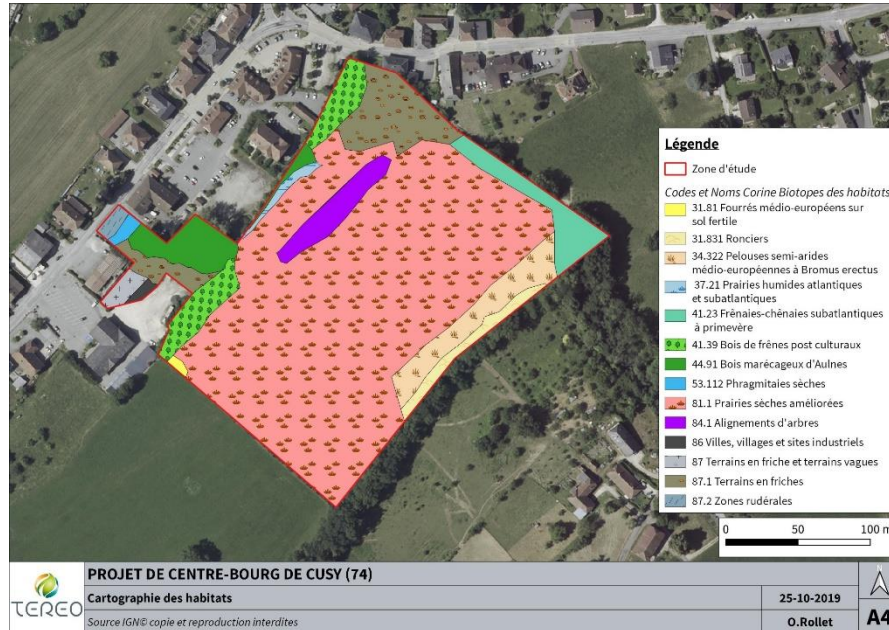 Légende
Zone d'étude
Codes et Noms Corine Biotopes des habitats
31.81 Fourrés médio-européens sur
sol fertile
31.831 Ronciers
34.322 Pelouses semi-arides
médio-européennes à Bromus erectus
37.21 Prairies humides atlantiques
et subatlantiques
41.23 Frênaies-chênaies subatlantiques
à primevère
41.39 Bois de frênes post culturaux
44.91 Bois marécageux d'Aulnes
53.112 Phragmitaies sèches
81.1 Prairies sèches améliorées
84.1 Alignements d'arbres
86 Villes, villages et sites industriels
87 Terrains en friche et terrains vagues
87.1 Terrains en friches
87.2 Zones rudérales
0 50 100 m
PROJET DE CENTRE-BOURG DE CUSY (74)
Cartographie des habitats
25-10-2019
Source IGN© copie et reproduction interdites
O.Rollet
TEREO
N
A4